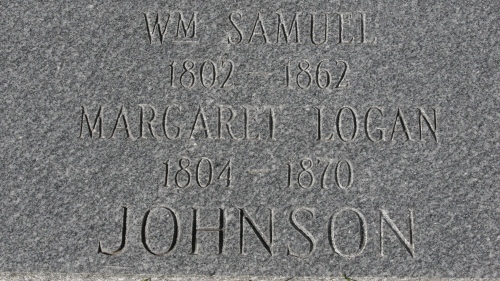 WM SAMUEL
1802 - 1862
MARGARET LOGAN
1804 - 1870
JOHNSON